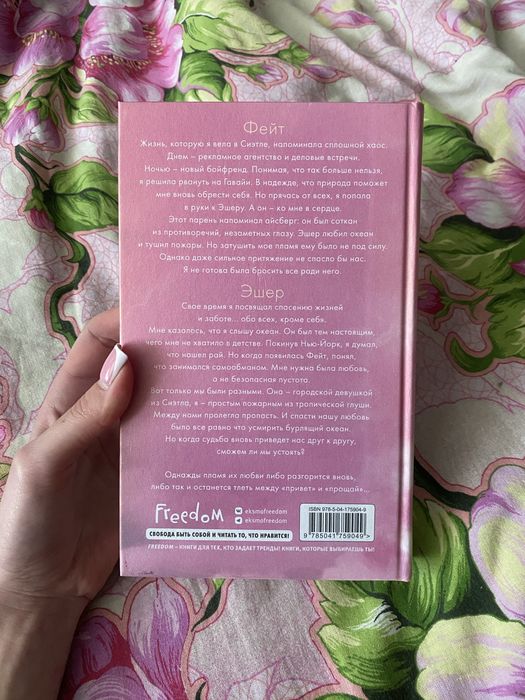 Фейт
Жизнь, которую я вела в Сиэтле, напоминала сплошной хаос.
Днем – рекламное агентство и деловые встречи.
Ночью – новый бойфренд. Понимая, что так больше нельзя,
я решила рвануть на Гавайи. В надежде, что природа поможет
мне вновь обрести себя. Но прячась от всех, я попала
в руки к Эшеру. А он – ко мне в сердце.
Этот парень напоминал айсберг: он был соткан
из противоречий, незаметных глазу. Эшер любил океан
и тушил пожары. Но затушить мое пламя ему было не под силу.
Однако даже сильное притяжение не спасло бы нас.
Я не готова была бросить все ради него.
Эшер
Свое время я посвящал спасению жизней
и заботе... обо всех, кроме себя.
Мне казалось, что я слышу океан. Он был тем настоящим,
чего мне не хватило в детстве. Покинув Нью-Йорк, я думал,
что нашел рай. Но когда появилась Фейт, понял,
что занимался самообманом. Мне нужна была любовь,
а не безопасная пустота.
Вот только мы были разными. Она – городской девушкой
из Сиэтла, я – простым пожарным из тропической глуши.
Между нами пролегла пропасть. И спасти нашу любовь
было все равно что усмирить бурлящий океан.
Но когда судьба вновь приведет нас друг к другу,
сможем ли мы устоять?
Однажды пламя их любви либо разгорится вновь,
либо так и останется тлеть между «привет» и «прощай»...
Freedom
eksmofreedom
eksmofreedom
СВОБОДА БЫТЬ СОБОЙ И ЧИТАТЬ ТО, ЧТО НРАВИТСЯ!
FREEDOM – КНИГИ ДЛЯ ТЕХ, КТО ЗАДАЕТ ТРЕНДЫ! КНИГИ, КОТОРЫЕ ВЫБИРАЕШЬ ТЫ!
ISBN 978-5-04-175904-9
9 785041 759049 >